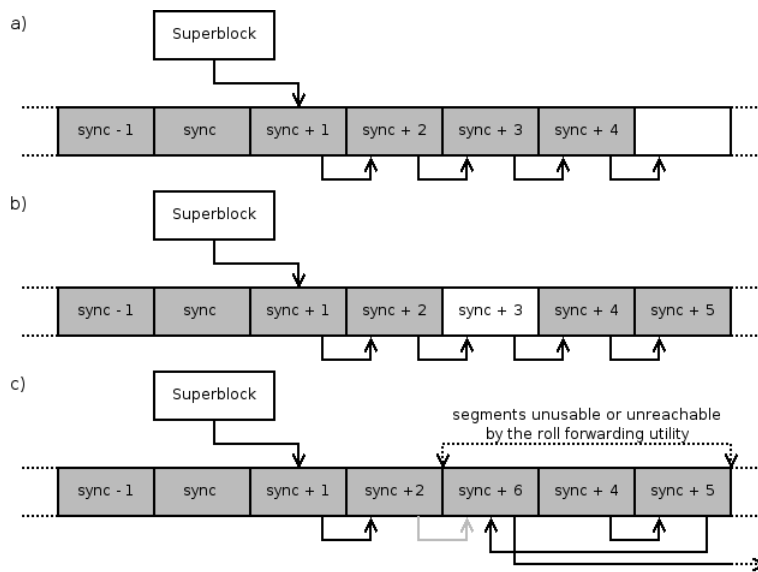 a)
Superblock
sync - 1 sync sync + 1 sync + 2 sync + 3 sync + 4
b)
Superblock
sync - 1 sync sync + 1 sync + 2 sync + 3 sync + 4 sync + 5
c)
Superblock
segments unusable or unreachable
by the roll forwarding utility
sync - 1 sync sync + 1 sync +2 sync + 6 sync + 4 sync + 5